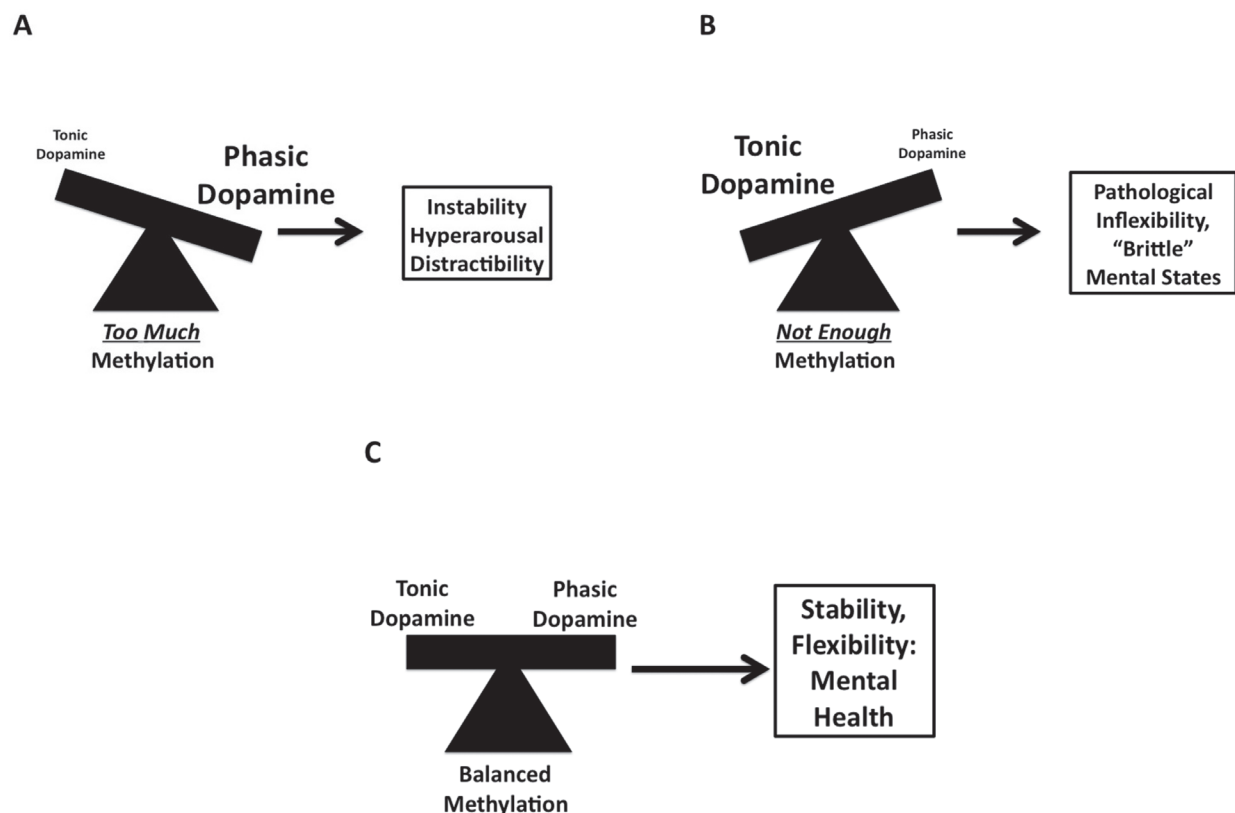 A
Tonic
Dopamine
Phasic
Dopamine
Instability
Hyperarousal
Distractibility
Too Much
Methylation
B
Tonic
Dopamine
Phasic
Dopamine
Pathological
Inflexibility,
“Brittle”
Mental States
Not Enough
Methylation
C
Tonic
Dopamine
Phasic
Dopamine
Stability,
Flexibility:
Mental
Health
Balanced
Methylation